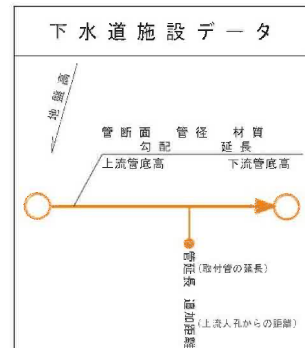 下水道施設データ
地盤高
管断面 管径 材質
勾配 延長
上流管底高 下流管底高
管延長 (取付管の延長)
追加距離 (上流人孔からの距離)